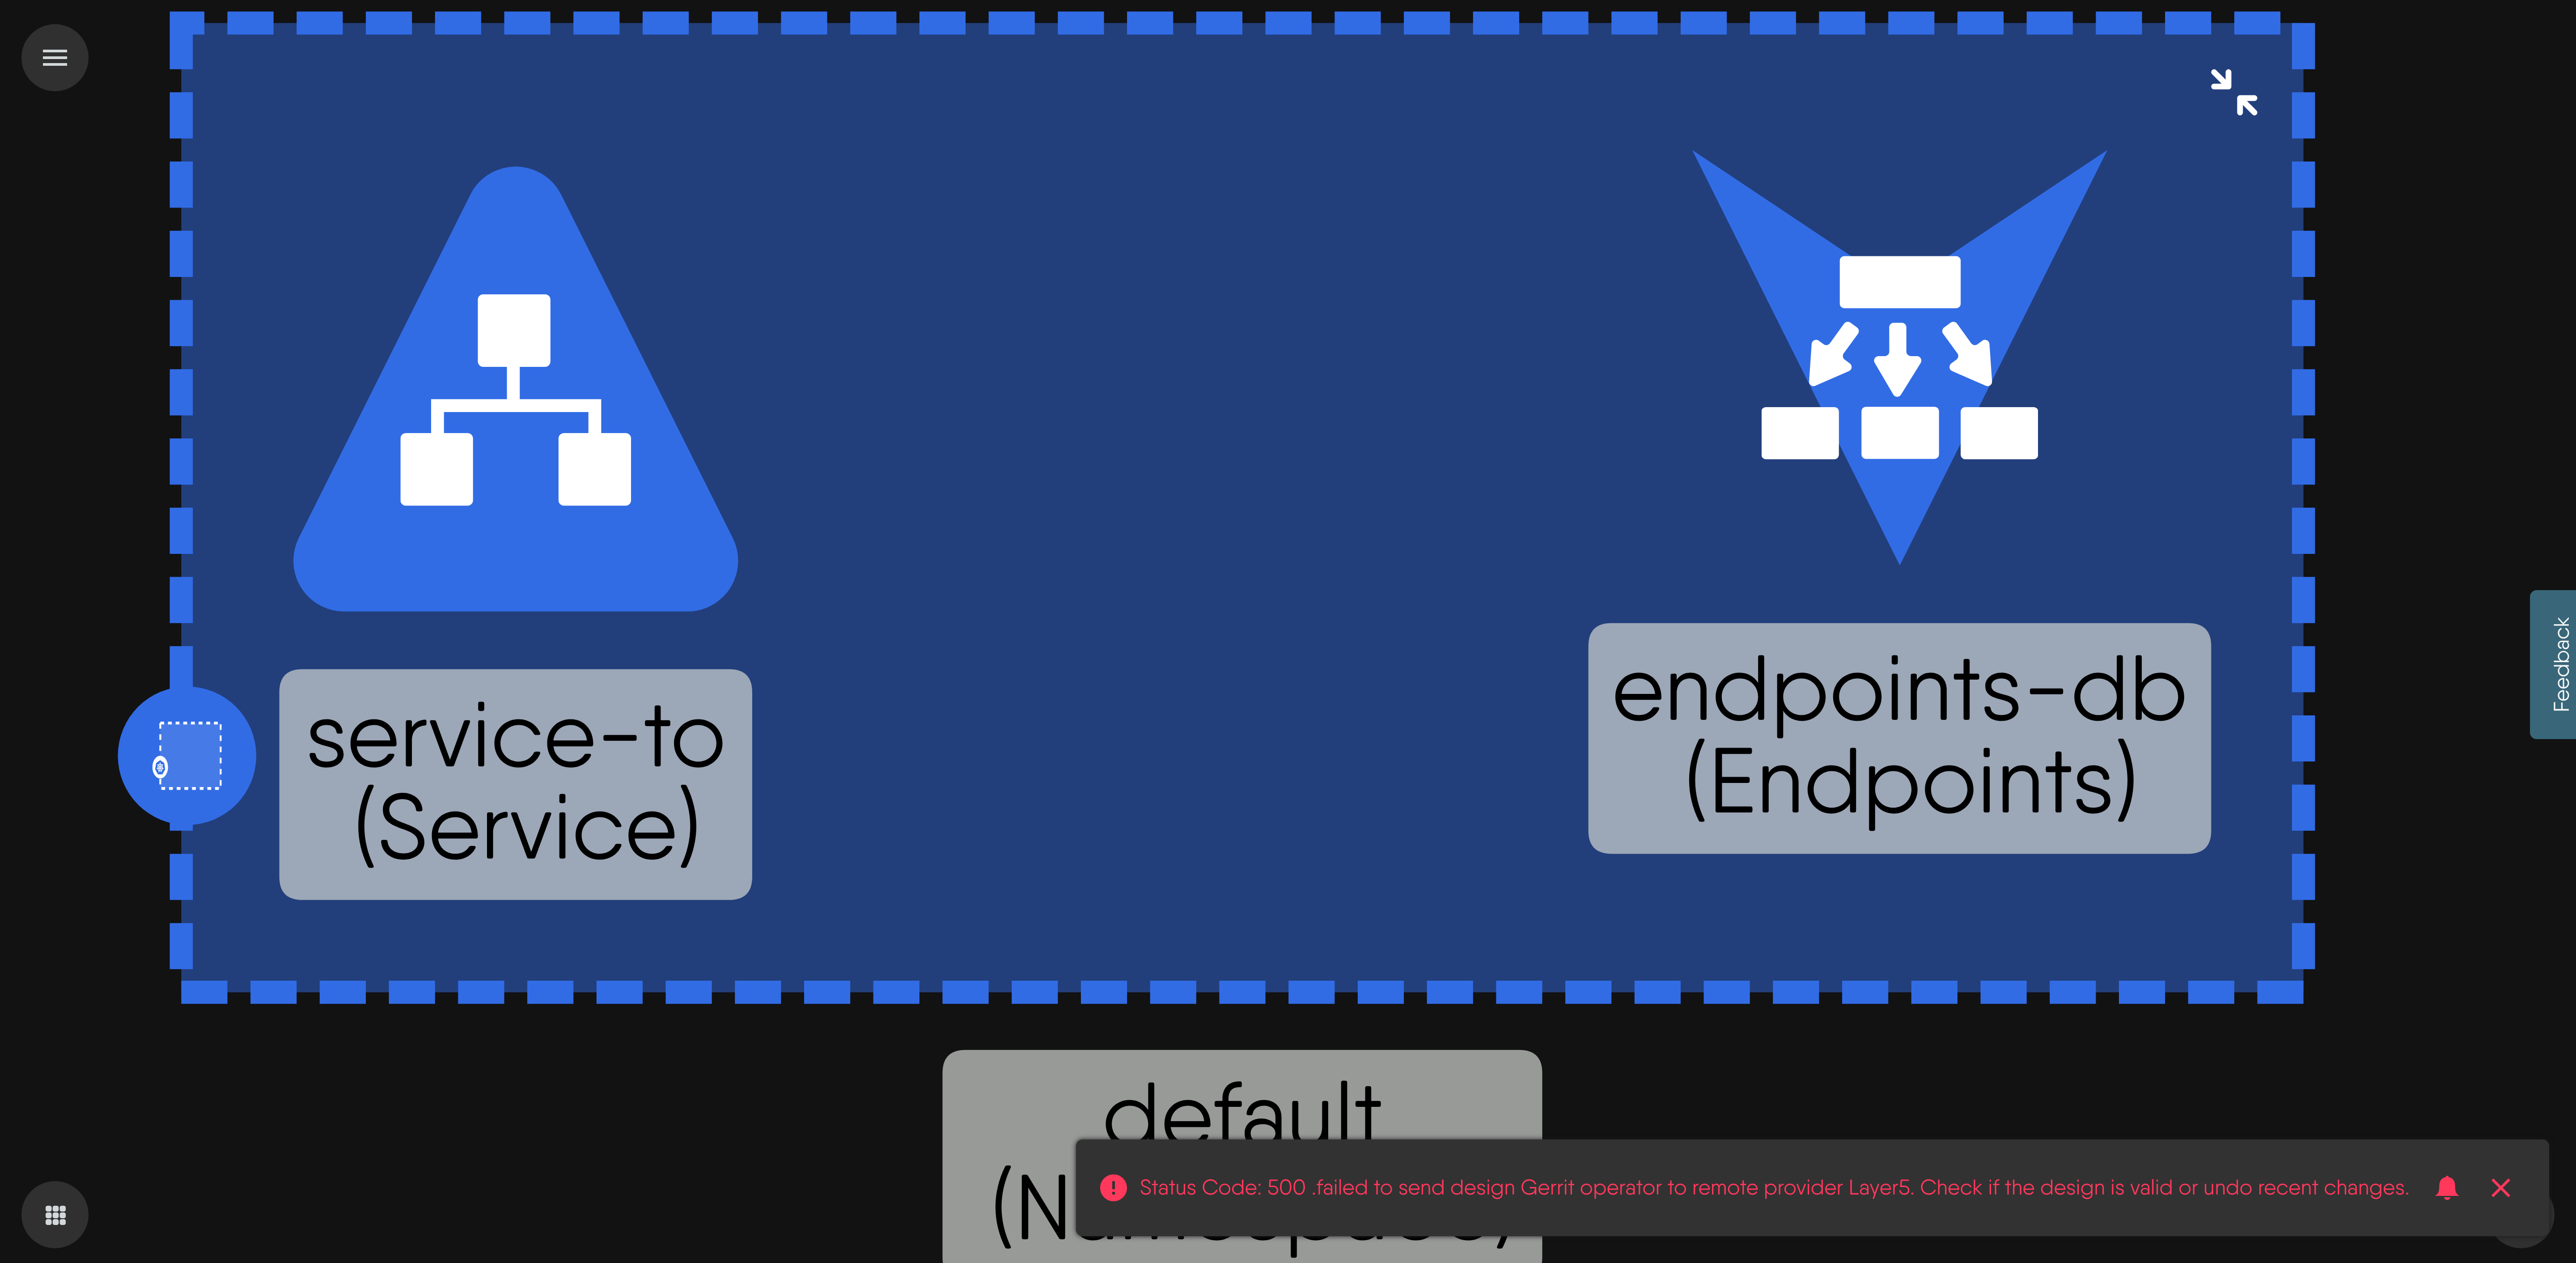 service-to
(Service)
endpoints-db
(Endpoints)
default
Status Code: 500 .failed to send design Gerrit operator to remote provider Layer5. Check if the design is valid or undo recent changes.
Feedback